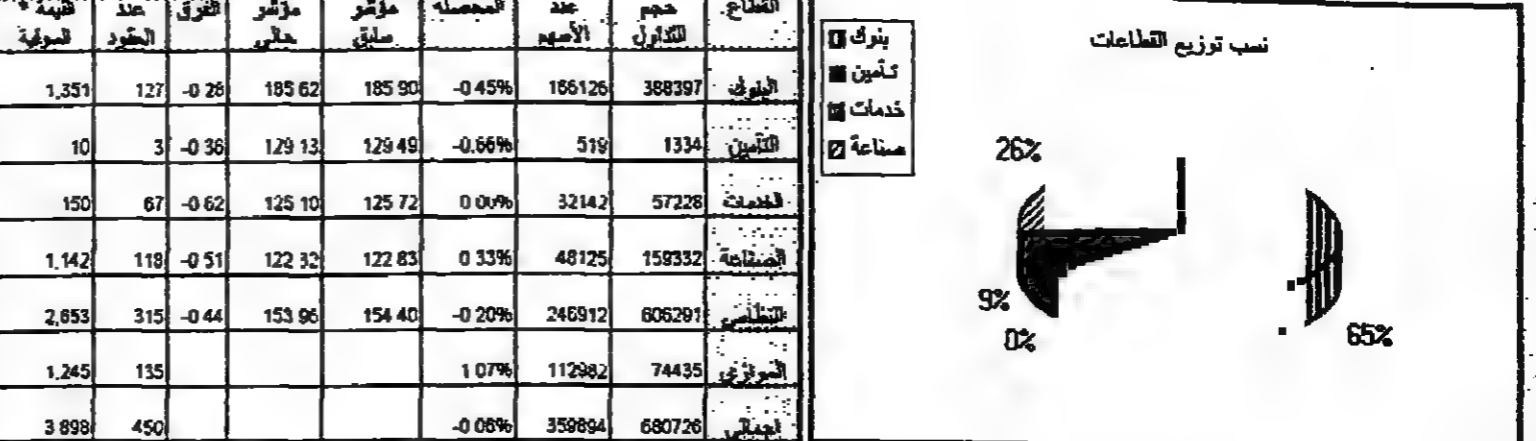 القطاع حجم التداول عدد الأسهم المحصله مؤشر سابق مؤشر حالي الفرق عدد العقود القيمة السوقية
البنوك 388397 166126 -0.45% 185 90 185 62 -0 28 127 1,351
التأمين 1334 519 -0.66% 129 49 129 13 -0 36 3 10
الخدمات 57228 32142 0 00% 125 72 125 10 -0 62 67 150
الصناعة 159332 48125 0 33% 122 83 122 32 -0 51 118 1,142
606291 246912 -0 20% 154 40 153 96 -0 44 315 2,653
الموازي 74435 112982 1 07% 135 1,245
اجمالي 680726 359894 -0 06% 450 3 898
نسب توزيع القطاعات
بنوك
تأمين
خدمات
صناعة
26%
9%
0%
65%